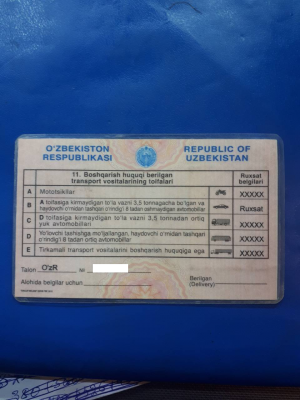 O'ZBEKISTON RESPUBLIKASI
REPUBLIC OF UZBEKISTAN
11. Boshqarish huquqi berilgan transport vositalarining toifalari
Ruxsat belgilari
A Mototsikllar XXXXX
B A toifasiga kirmaydigan to'la vazni 3,5 tonnagacha bo'lgan va haydovchi o'rnidan tashqari o'rindig'i 8 tadan oshmaydigan avtomobillar Ruxsat
C D toifasiga kirmaydigan to'la vazni 3,5 tonnadan ortiq yuk avtomobillari XXXXX
D Yo'lovchi tashishga mo'ljallangan, haydovchi o'rnidan tashqari o'rindig'i 8 tadan ortiq avtomobillar XXXXX
E Tirkamali transport vositalarini boshqarish huquqiga ega XXXXX
Talon O'zR №
Alohida belgilar uchun
Berilgan
(Delivery)